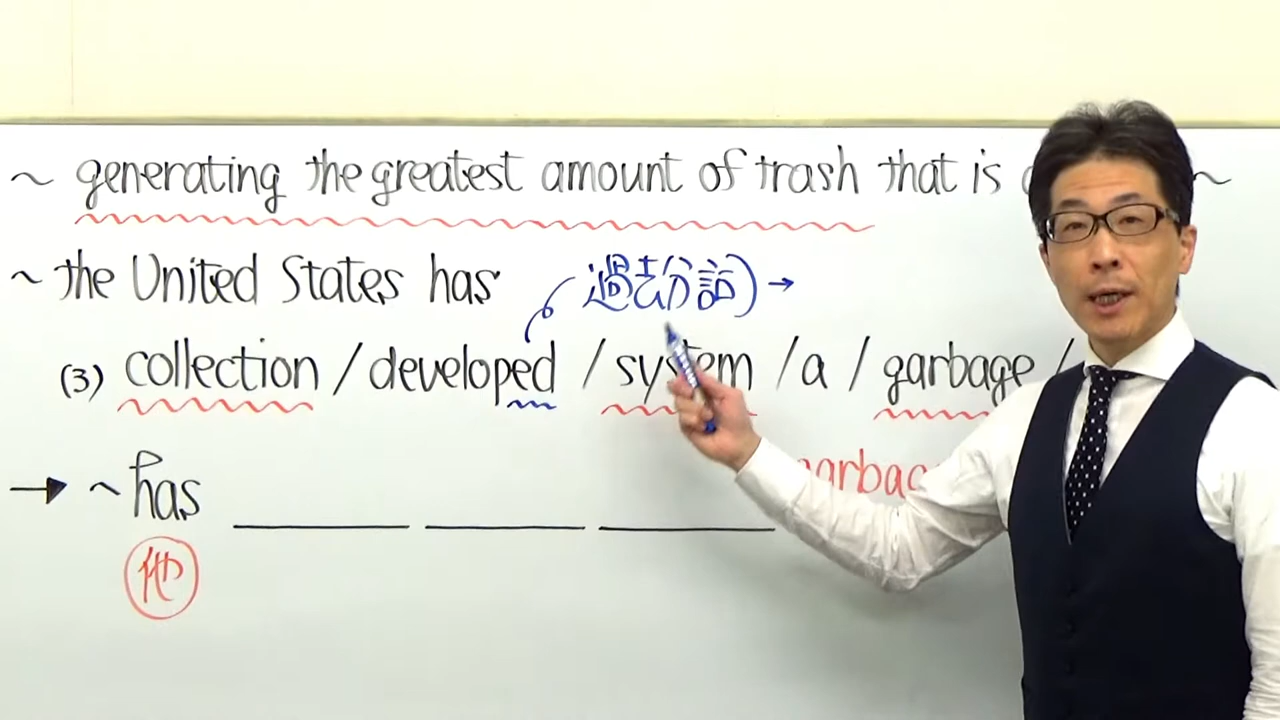 ~ generating the greatest amount of trash that is ~
~ the United States has
過去分詞) →
(3) collection / developed / system / a / garbage /
garbag
→ ~ has
他